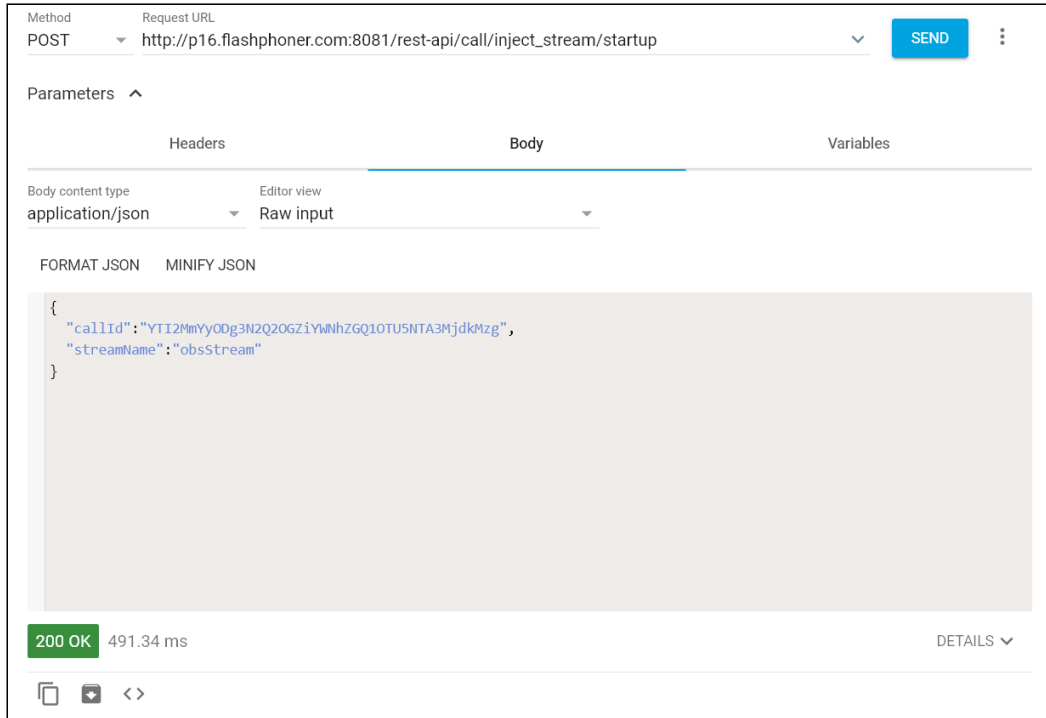 Method Request URL
POST http://p16.flashphoner.com:8081/rest-api/call/inject_stream/startup SEND
Parameters
Headers Body Variables
Body content type Editor view
application/json Raw input
FORMAT JSON MINIFY JSON
{
"callId":"YTI2MmYyODg3N2Q2OGZiYWNhZGQ1OTU5NTA3MjdkMzg",
"streamName":"obsStream"
}
200 OK 491.34 ms DETAILS